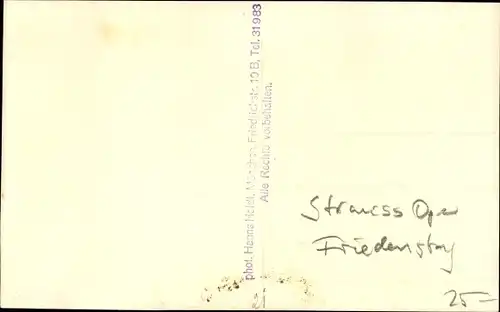 phot. Hanns Holdt, München, Friedrichstr. 10 B, Tel. 31983
Alle Rechte vorbehalten.
Strauss Oper
Friedenstag
25–